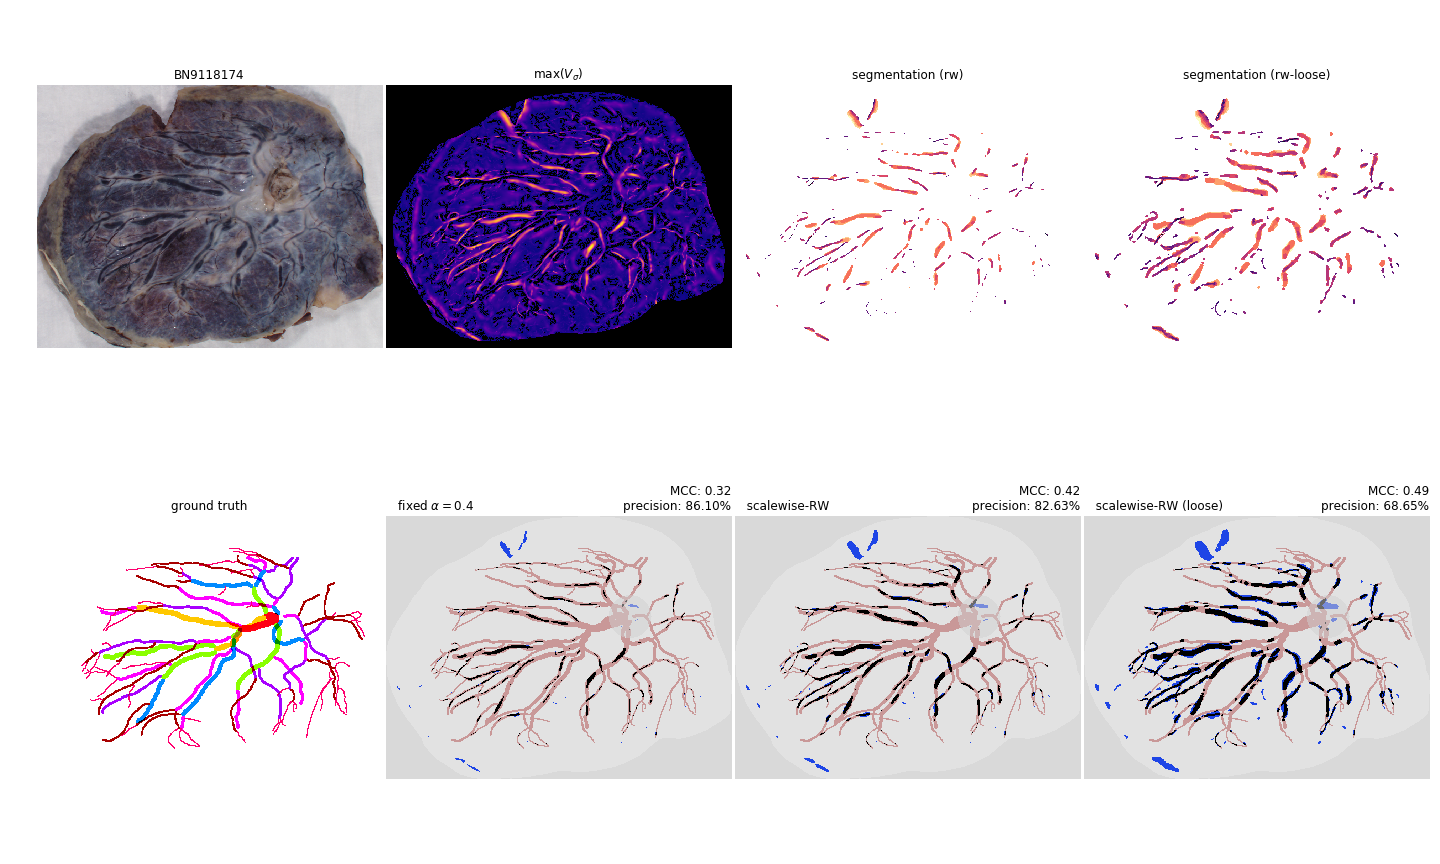 BN9118174
max(V_σ)
segmentation (rw)
segmentation (rw-loose)
ground truth
fixed α = 0.4
MCC: 0.32
precision: 86.10%
scalewise-RW
MCC: 0.42
precision: 82.63%
scalewise-RW (loose)
MCC: 0.49
precision: 68.65%